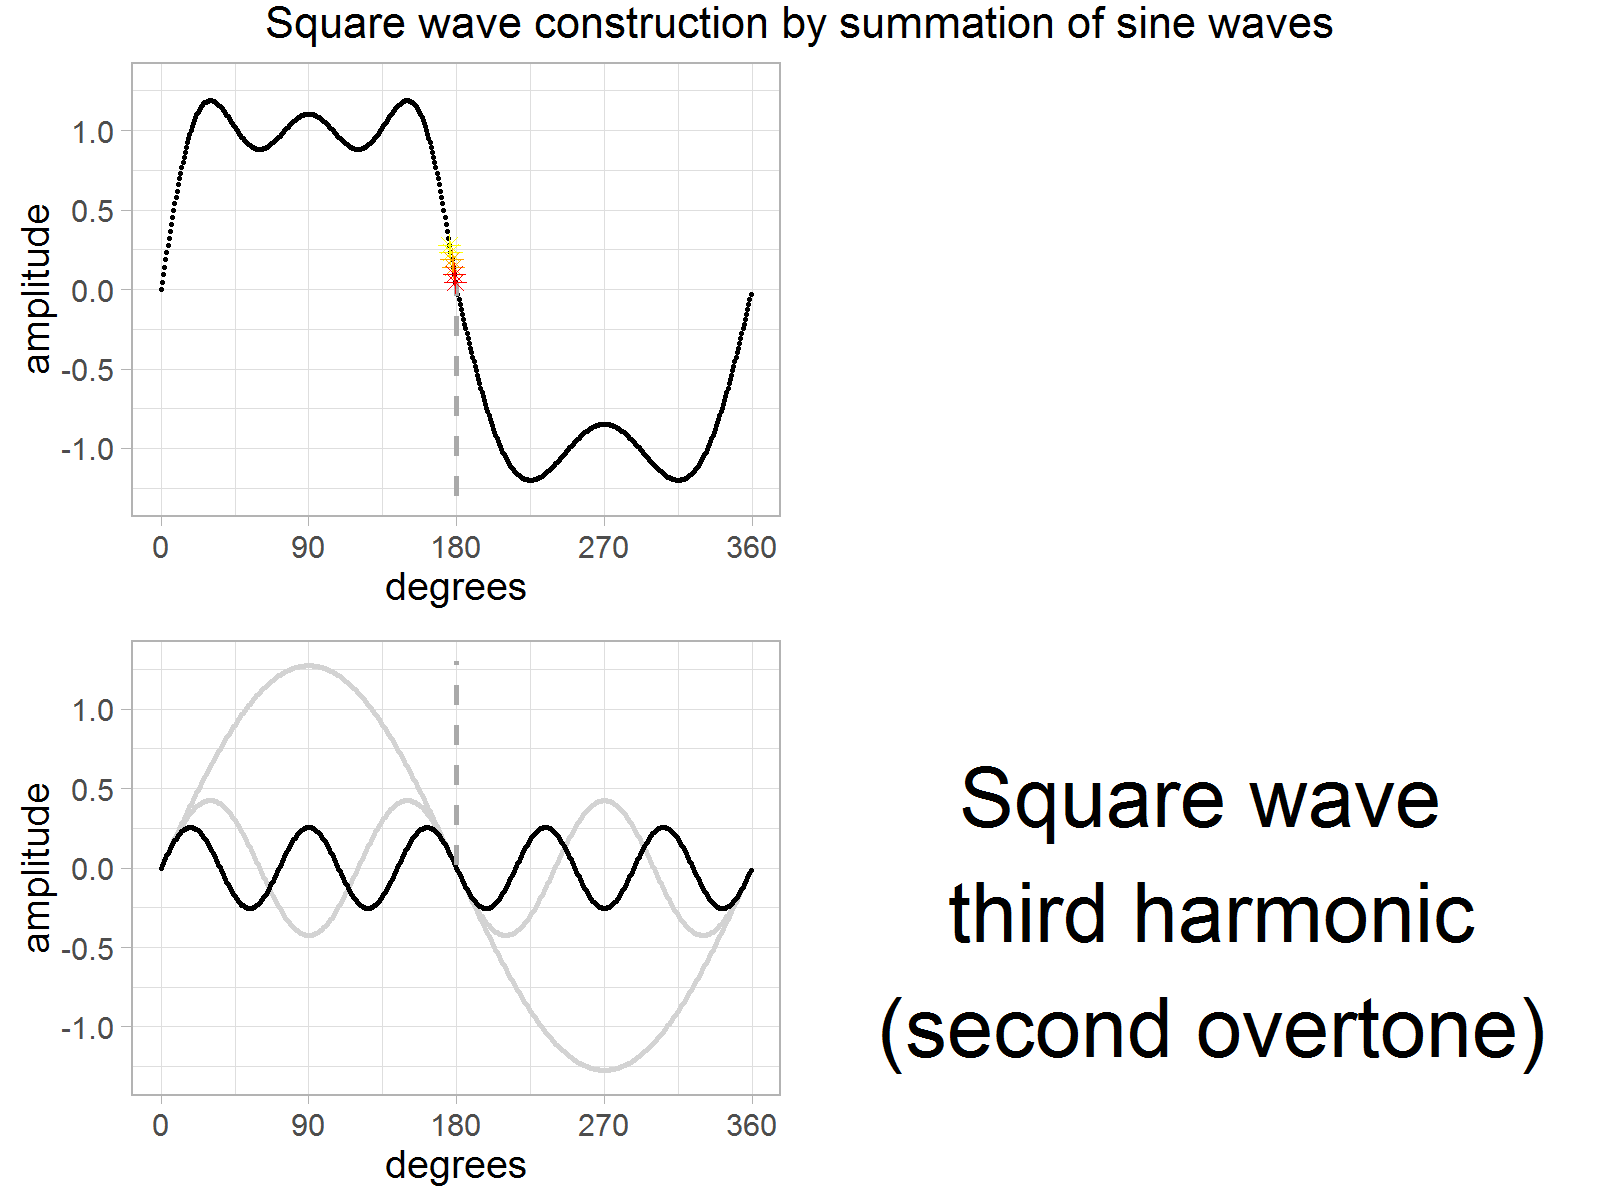 Square wave construction by summation of sine waves
amplitude
1.0
0.5
0.0
-0.5
-1.0
0 90 180 270 360
degrees
amplitude
1.0
0.5
0.0
-0.5
-1.0
0 90 180 270 360
degrees
Square wave
third harmonic
(second overtone)